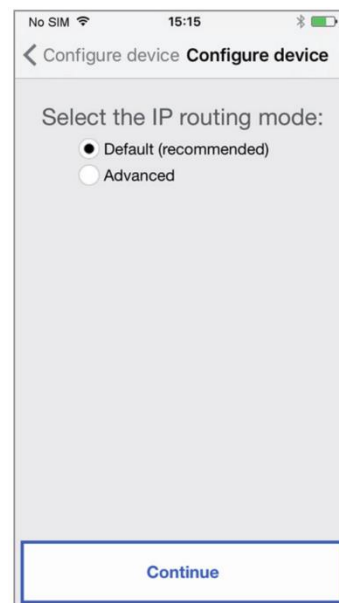 No SIM 15:15
Configure device Configure device
Select the IP routing mode:
Default (recommended)
Advanced
Continue